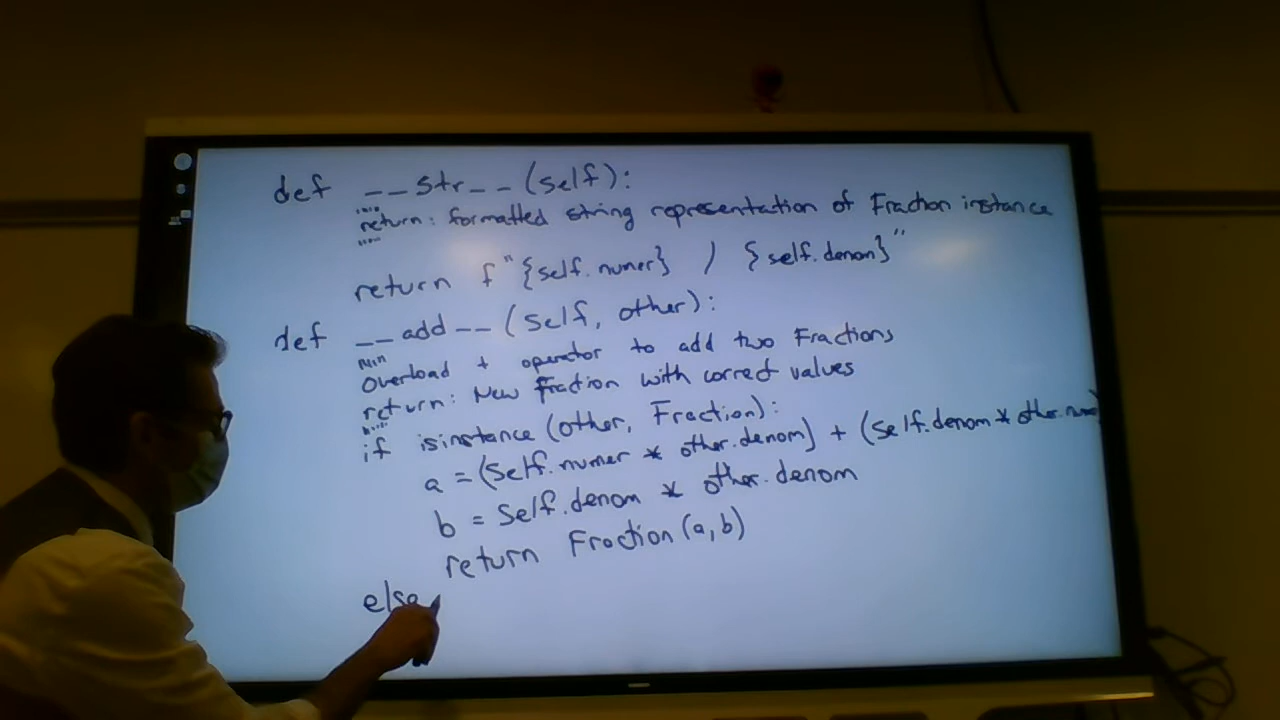 def __str__(self):
"""
return: formatted string representation of Fraction instance
"""
return f"{self.numer} / {self.denom}"
def __add__(self, other):
"""
Overload + operator to add two Fractions
return: New Fraction with correct values
"""
if isinstance(other, Fraction):
a = (self.numer * other.denom) + (self.denom * other.num
b = self.denom * other.denom
return Fraction(a,b)
else